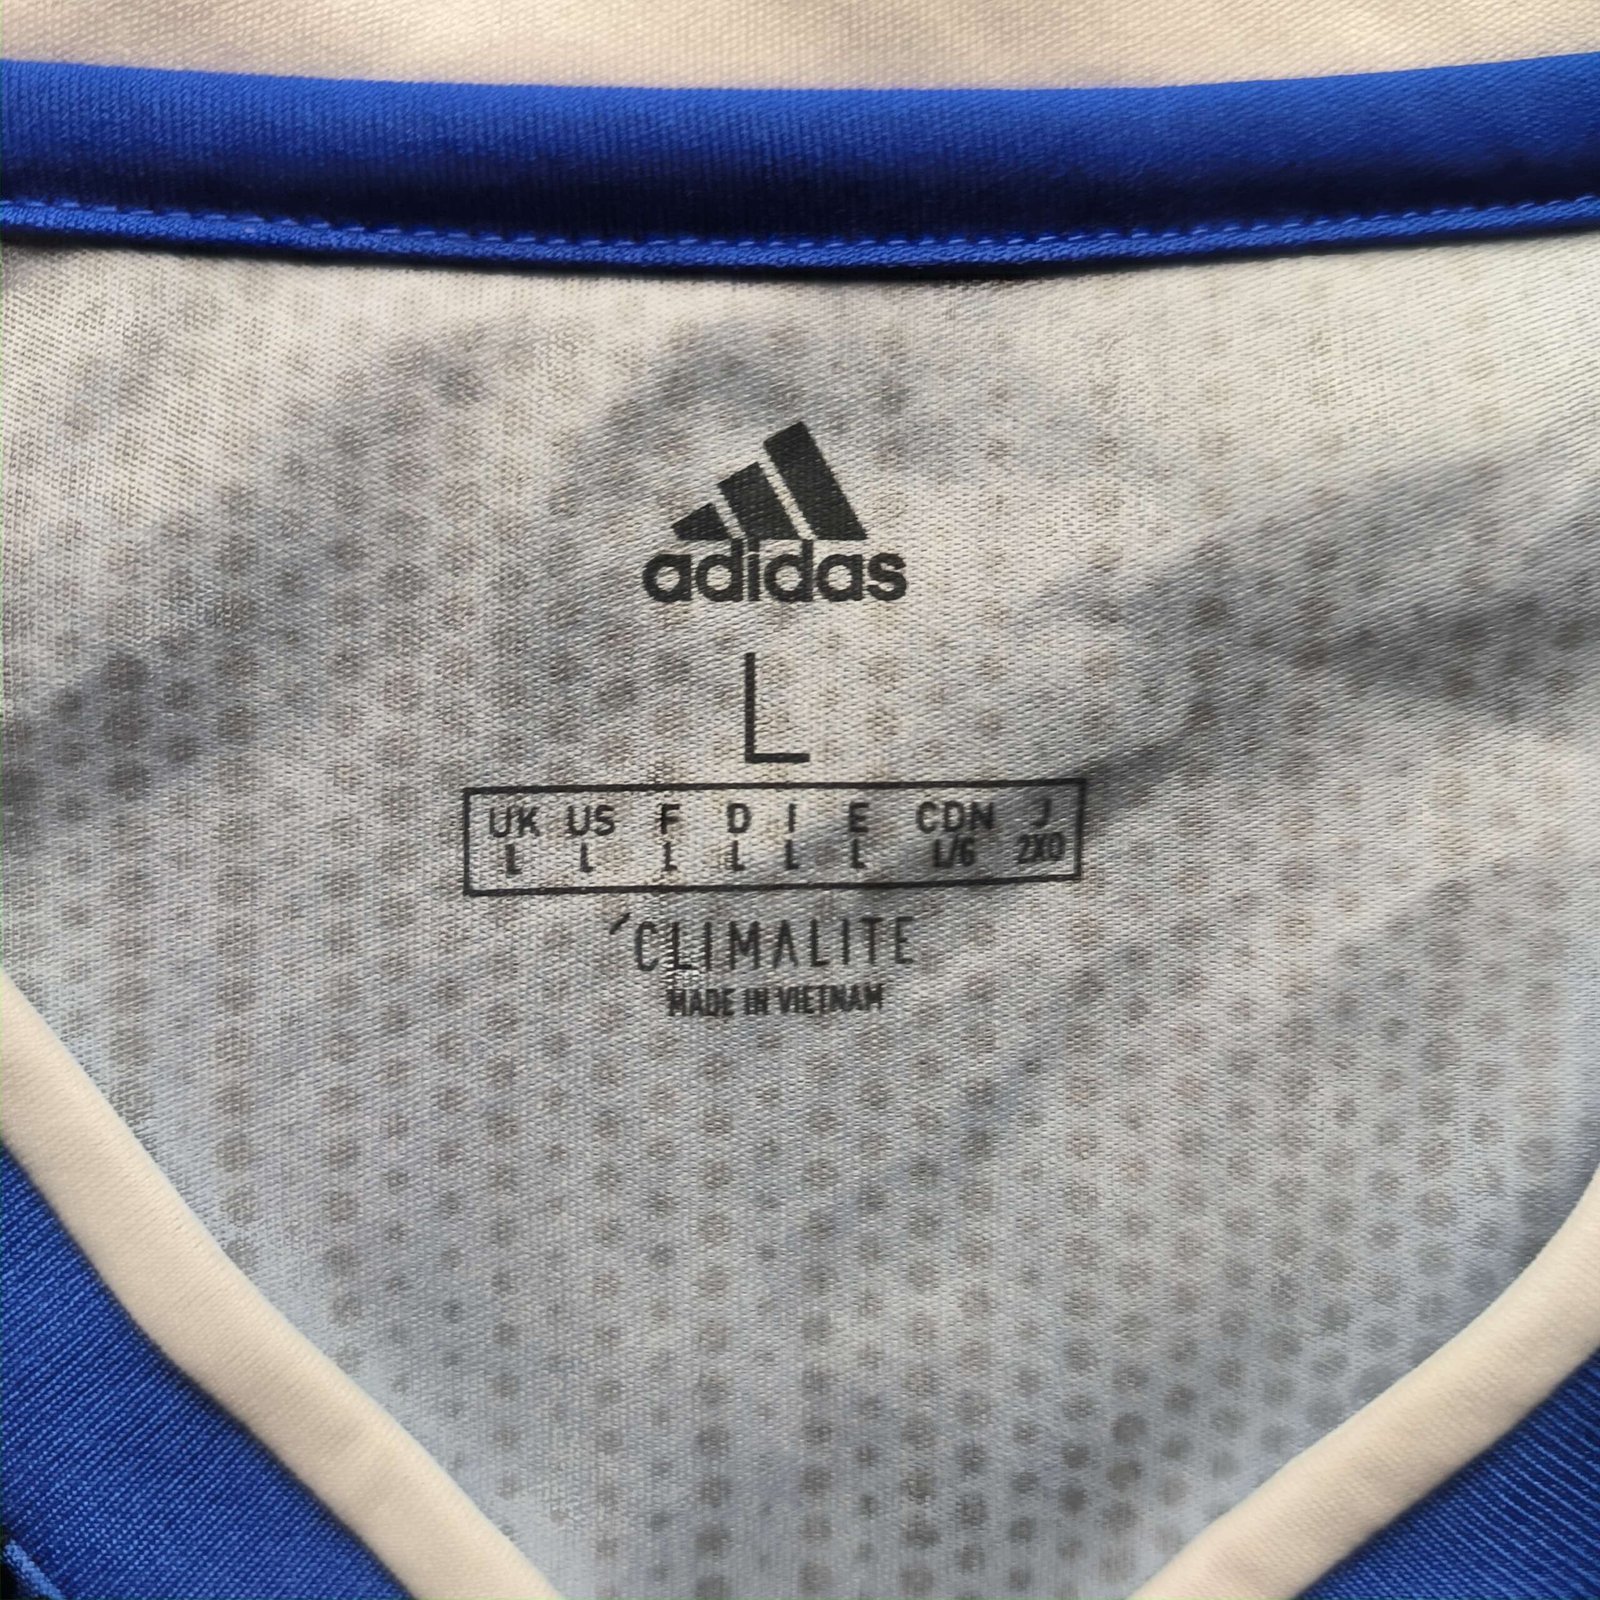 adidas
L
UK US F D I E CDN J
L L L L L L L/G 2XO
CLIMALITE
MADE IN VIETNAM